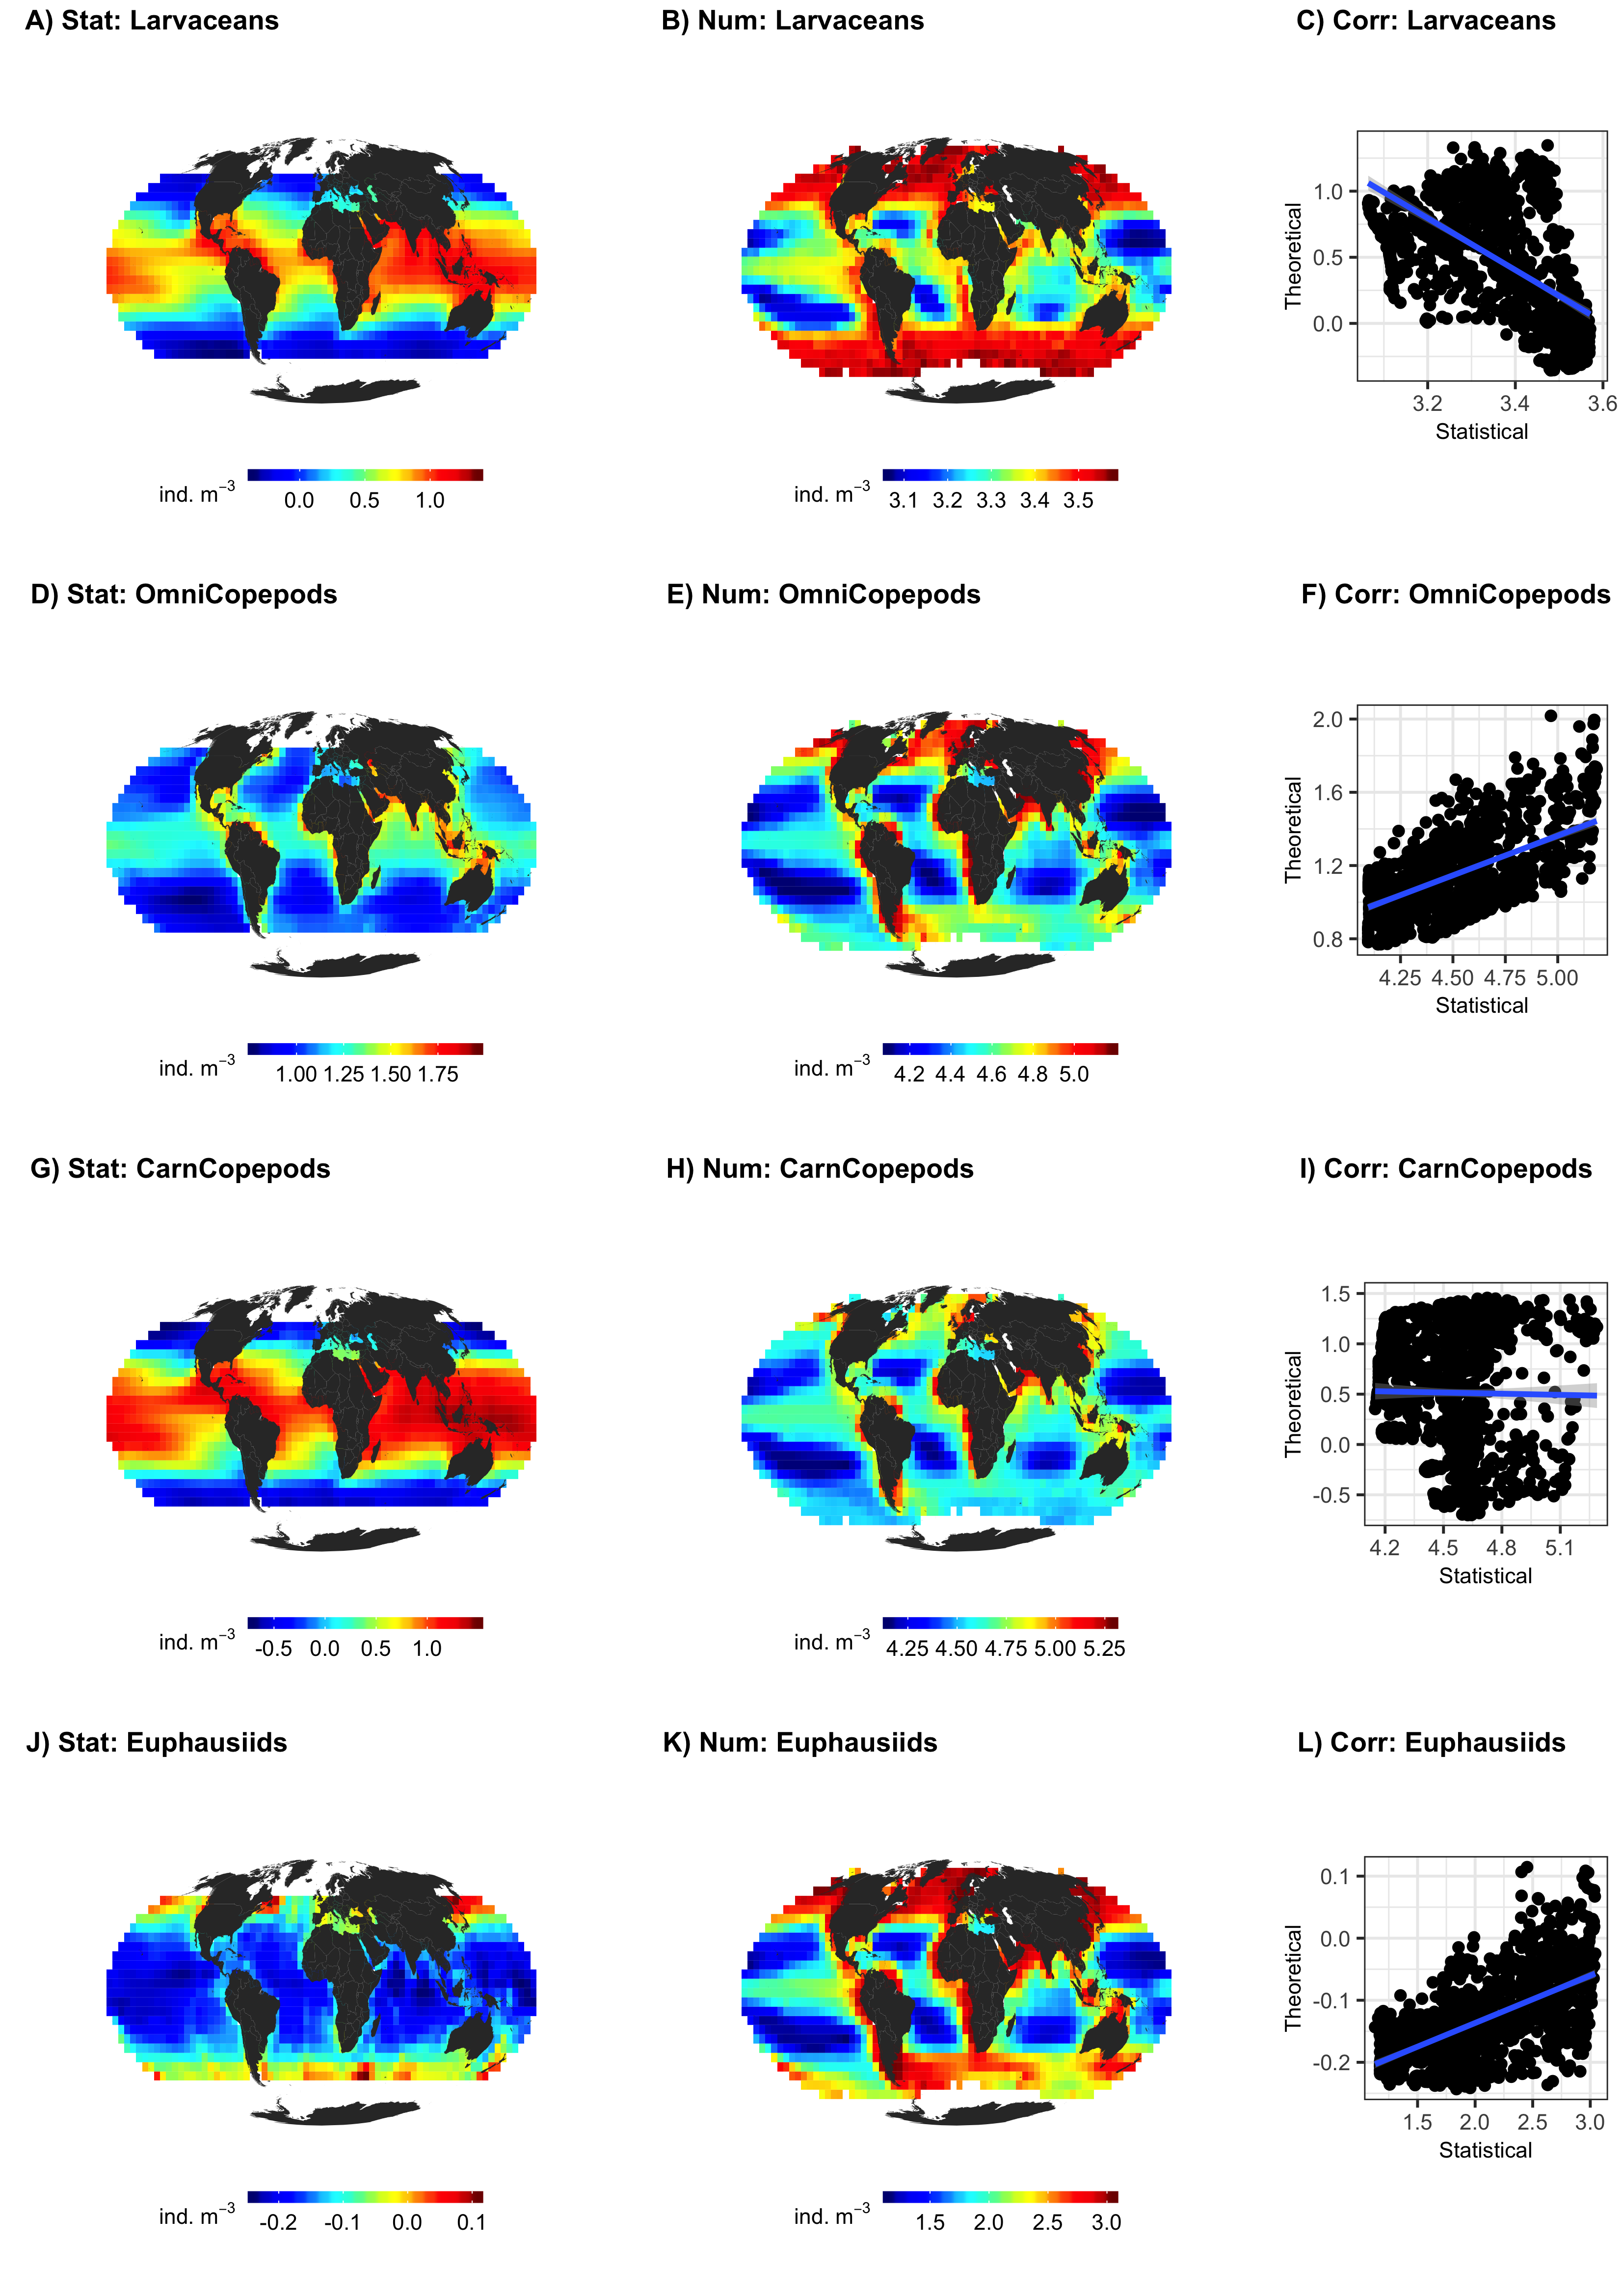 A) Stat: Larvaceans
B) Num: Larvaceans
C) Corr: Larvaceans
1.0
0.5
0.0
Theoretical
3.2 3.4 3.6
Statistical
ind. m⁻³
0.0 0.5 1.0
ind. m⁻³
3.1 3.2 3.3 3.4 3.5
D) Stat: OmniCopepods
E) Num: OmniCopepods
F) Corr: OmniCopepods
2.0
1.6
1.2
0.8
Theoretical
4.25 4.50 4.75 5.00
Statistical
ind. m⁻³
1.00 1.25 1.50 1.75
ind. m⁻³
4.2 4.4 4.6 4.8 5.0
G) Stat: CarnCopepods
H) Num: CarnCopepods
I) Corr: CarnCopepods
1.5
1.0
0.5
0.0
-0.5
Theoretical
4.2 4.5 4.8 5.1
Statistical
ind. m⁻³
-0.5 0.0 0.5 1.0
ind. m⁻³
4.25 4.50 4.75 5.00 5.25
J) Stat: Euphausiids
K) Num: Euphausiids
L) Corr: Euphausiids
0.1
0.0
-0.1
-0.2
Theoretical
1.5 2.0 2.5 3.0
Statistical
ind. m⁻³
-0.2 -0.1 0.0 0.1
ind. m⁻³
1.5 2.0 2.5 3.0